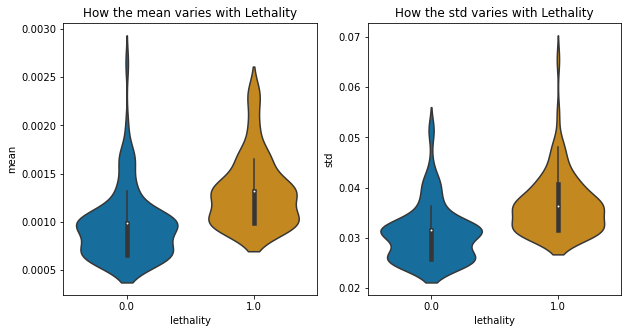 How the mean varies with Lethality
0.0030
0.0025
0.0020
0.0015
0.0010
0.0005
mean
0.0
1.0
lethality
How the std varies with Lethality
0.07
0.06
0.05
0.04
0.03
0.02
std
0.0
1.0
lethality